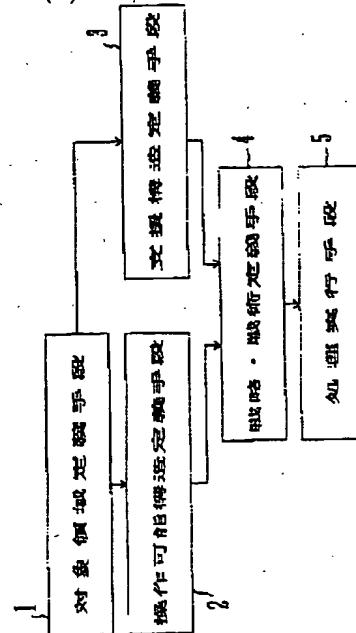 1
対象領域定義手段
2
操作可能構造定義手段
3
支援構造定義手段
4
戦略・戦術定義手段
5
処理実行手段